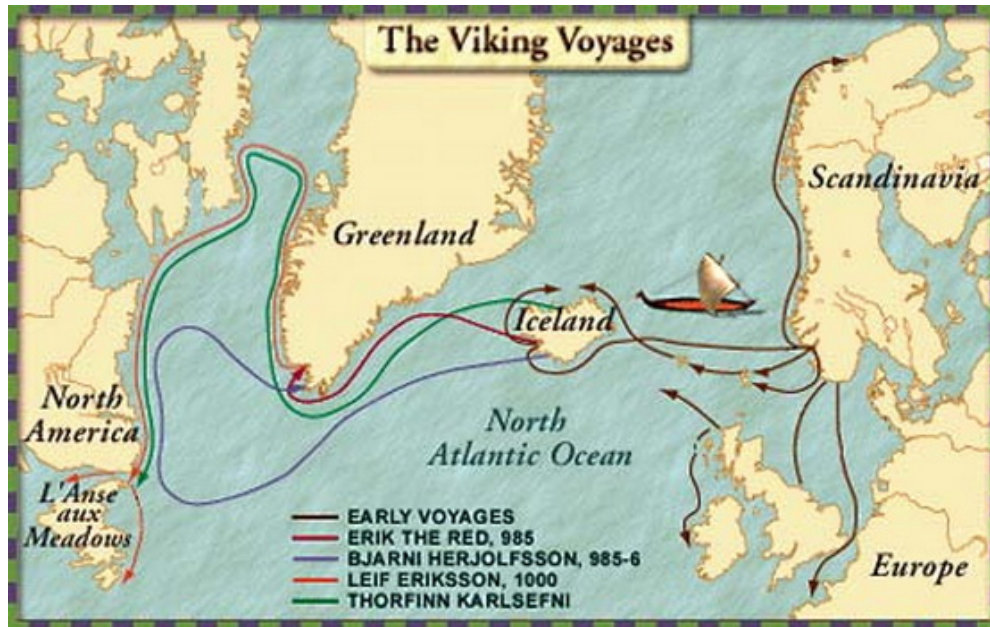 The Viking Voyages
Scandinavia
Greenland
Iceland
North
America
North
Atlantic Ocean
L'Anse
aux
Meadows
Europe
EARLY VOYAGES
ERIK THE RED, 985
BJARNI HERJOLFSSON, 985-6
LEIF ERIKSSON, 1000
THORFINN KARLSEFNI